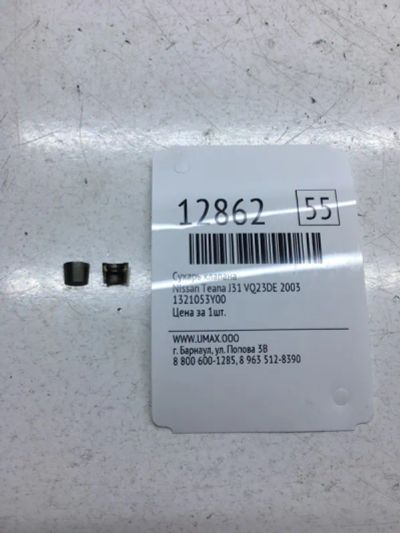 12862 55
Сухарь клапана
Nissan Teana J31 VQ23DE 2003
1321053Y00
Цена за 1шт.
WWW.UMAX.OOO
г. Барнаул, ул. Попова 3В
8 800 600-1285, 8 963 512-8390